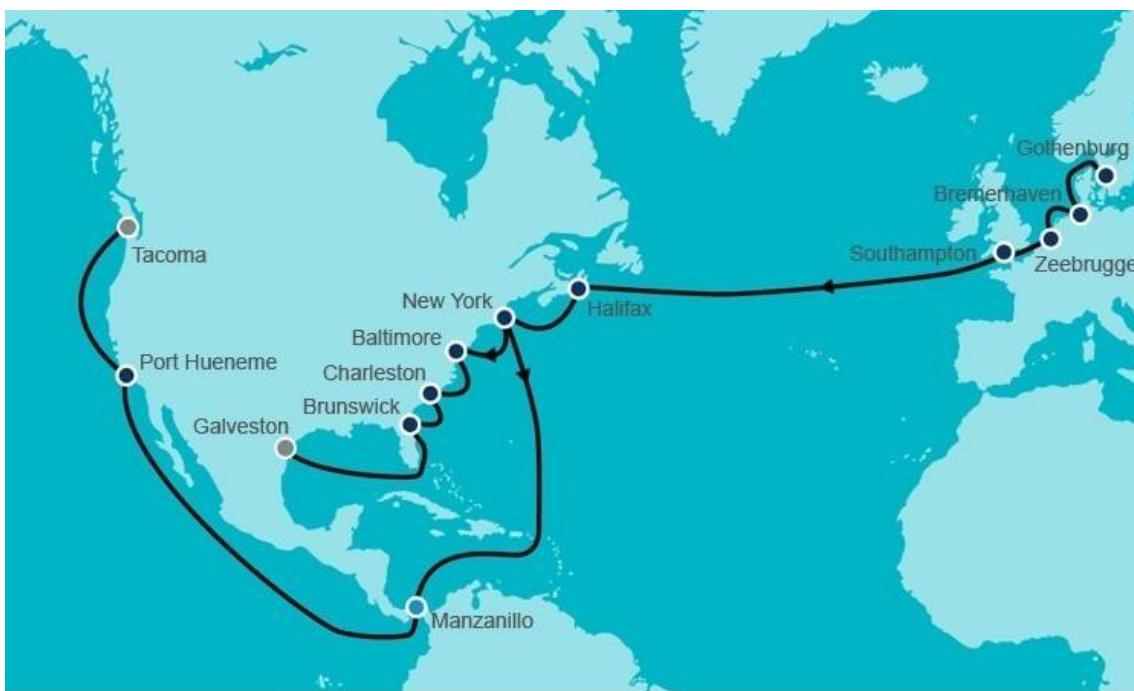 Gothenburg
Bremerhaven
Southampton
Zeebrugge
Tacoma
New York
Halifax
Baltimore
Port Hueneme
Charleston
Brunswick
Galveston
Manzanillo